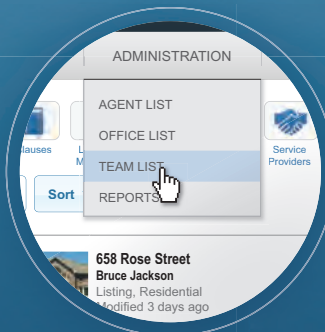 ADMINISTRATION
AGENT LIST
OFFICE LIST
TEAM LIST
REPORTS
lauses
L
M
Service
Providers
Sort
658 Rose Street
Bruce Jackson
Listing, Residential
Modified 3 days ago